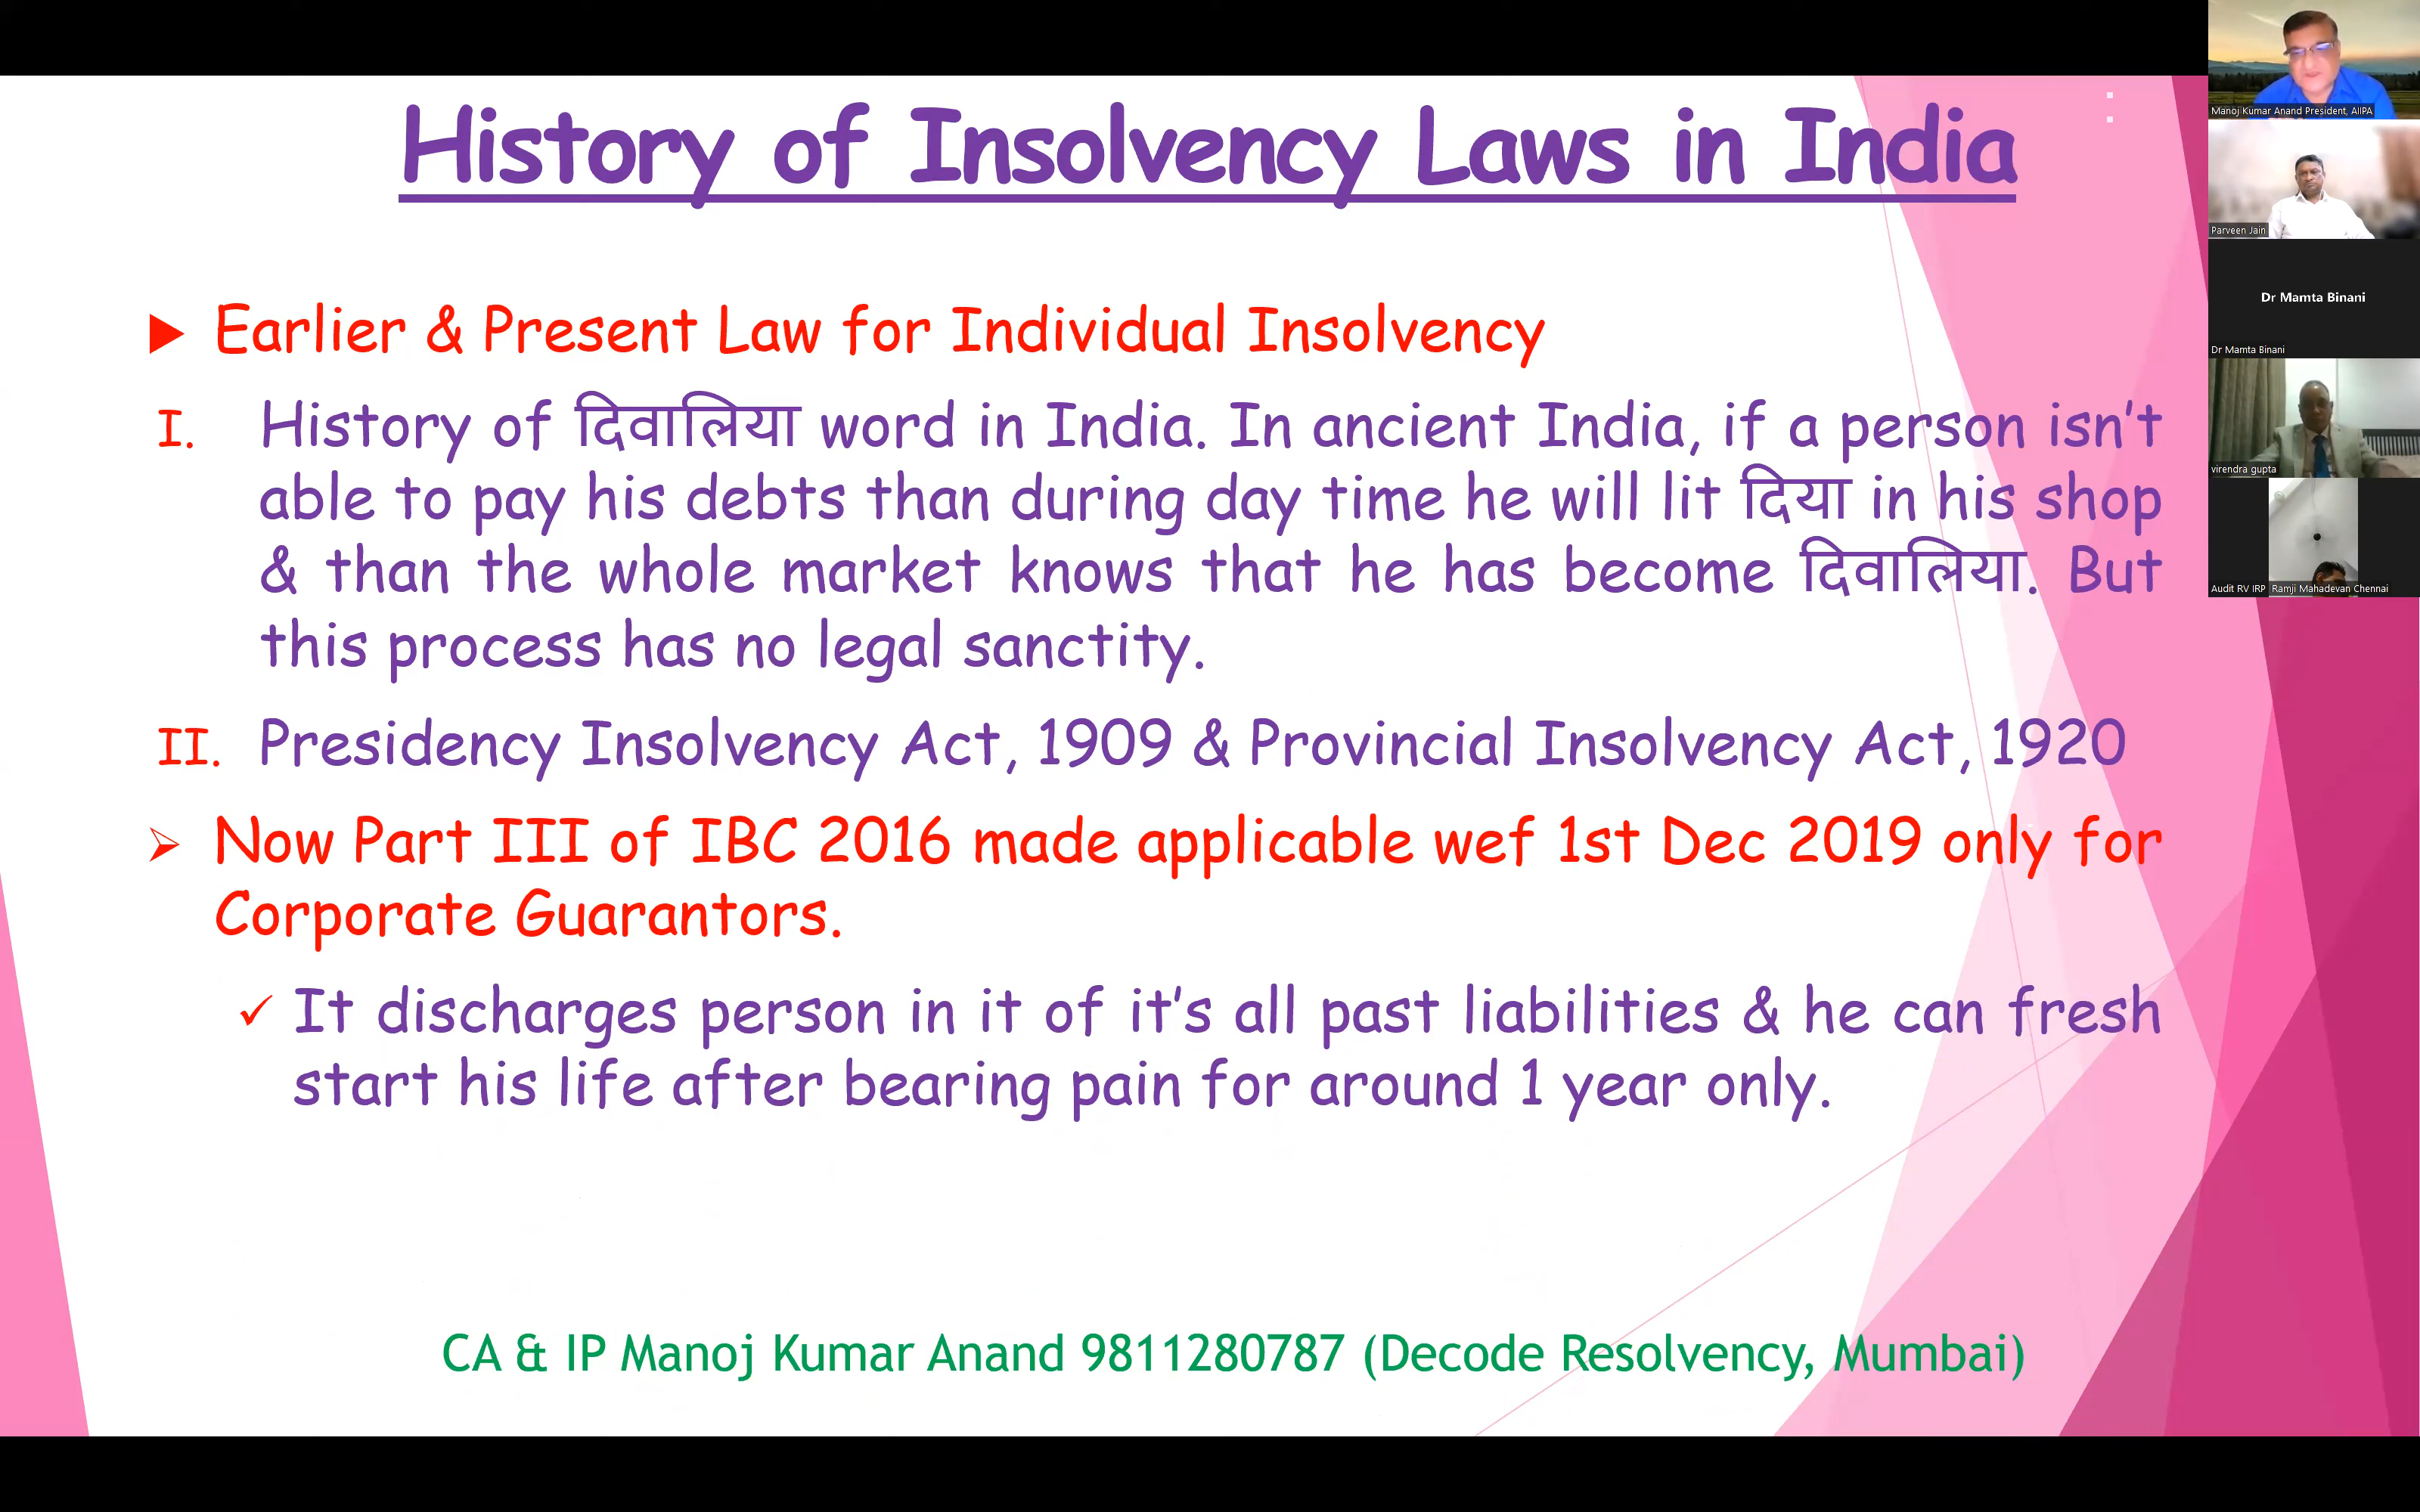 History of Insolvency Laws in India
Earlier & Present Law for Individual Insolvency
I. History of दिवालिया word in India. In ancient India, if a person isn't
able to pay his debts than during day time he will lit दिया in his shop
& than the whole market knows that he has become दिवालिया. But
this process has no legal sanctity.
II. Presidency Insolvency Act, 1909 & Provincial Insolvency Act, 1920
Now Part III of IBC 2016 made applicable wef 1st Dec 2019 only for
Corporate Guarantors.
It discharges person in it of it's all past liabilities & he can fresh
start his life after bearing pain for around 1 year only.
CA & IP Manoj Kumar Anand 9811280787 (Decode Resolvency, Mumbai)
Manoj Kumar Anand President, AIIPA
Parveen Jain
Dr Mamta Binani
Dr Mamta Binani
virendra gupta
Audit RV IRP Ramji Mahadevan Chennai